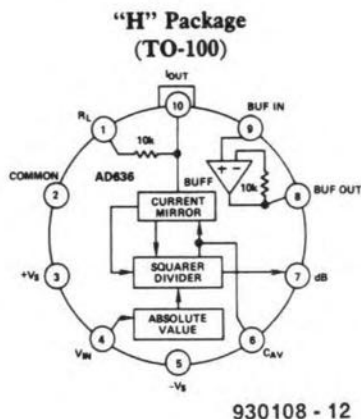 “H” Package
(TO-100)
IOUT
10
RL
1
10k
BUF IN
9
+ −
10k
8
BUF OUT
COMMON
2
AD636
BUFF
CURRENT
MIRROR
+VS
3
SQUARER
DIVIDER
7
dB
ABSOLUTE
VALUE
VIN
4
5
−VS
6
CAV
930108 - 12